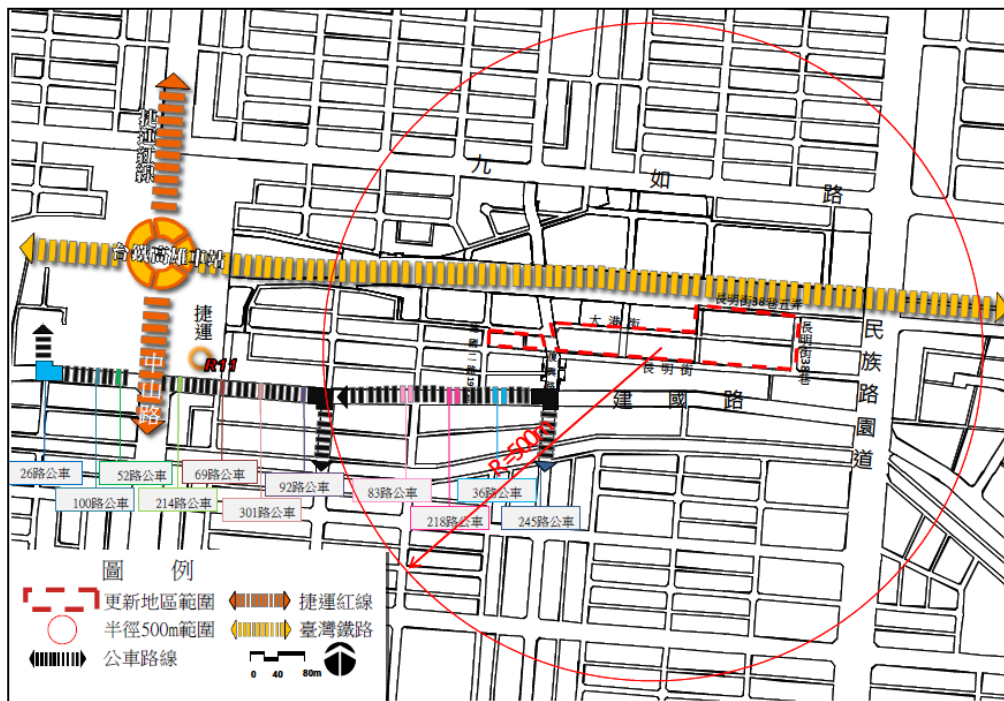 捷運紅線
九如路
台鐵高雄車站
長明街38巷五弄
大港街
長明街38巷
捷運
R11
中山路
復興路
長明街
建國路
民族路園道
R=500m
26路公車
52路公車
69路公車
92路公車
83路公車
36路公車
100路公車
214路公車
301路公車
218路公車
245路公車
圖 例
更新地區範圍
捷運紅線
半徑500m範圍
臺灣鐵路
公車路線
0 40 80m